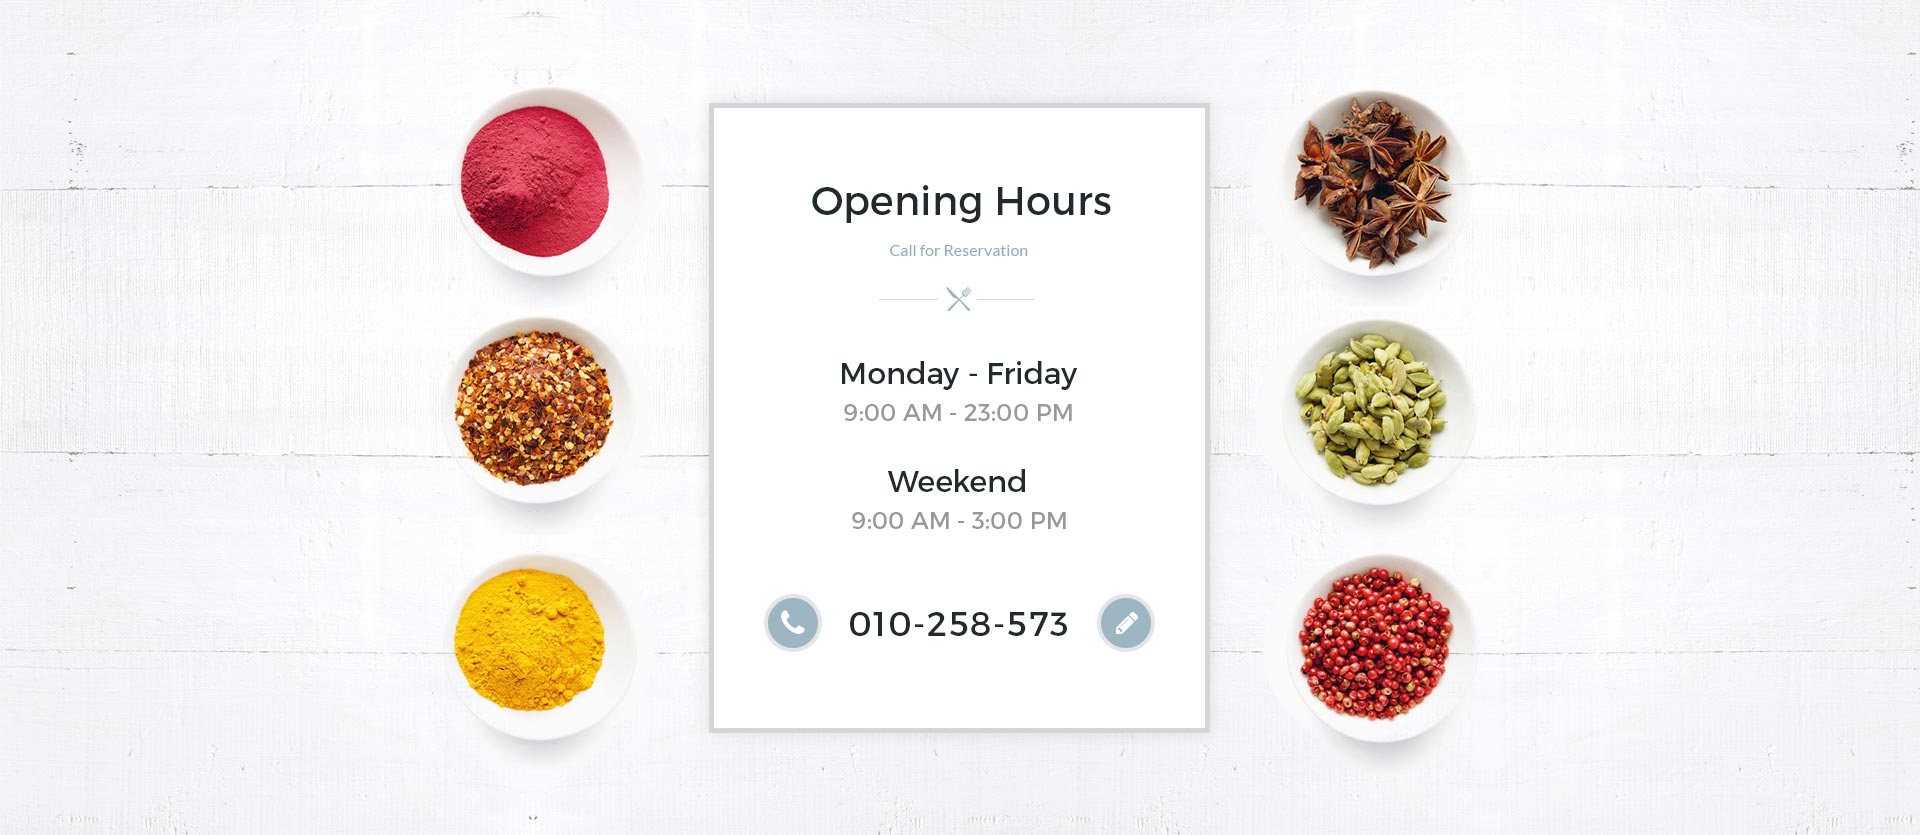 Opening Hours
Call for Reservation
Monday - Friday
9:00 AM - 23:00 PM
Weekend
9:00 AM - 3:00 PM
010-258-573